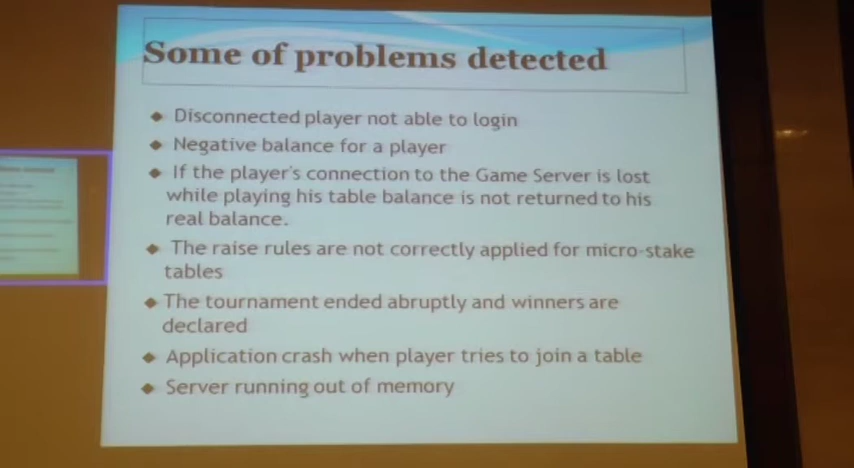 Some of problems detected
Disconnected player not able to login
Negative balance for a player
If the player's connection to the Game Server is lost
while playing his table balance is not returned to his
real balance.
The raise rules are not correctly applied for micro-stake
tables
The tournament ended abruptly and winners are
declared
Application crash when player tries to join a table
Server running out of memory